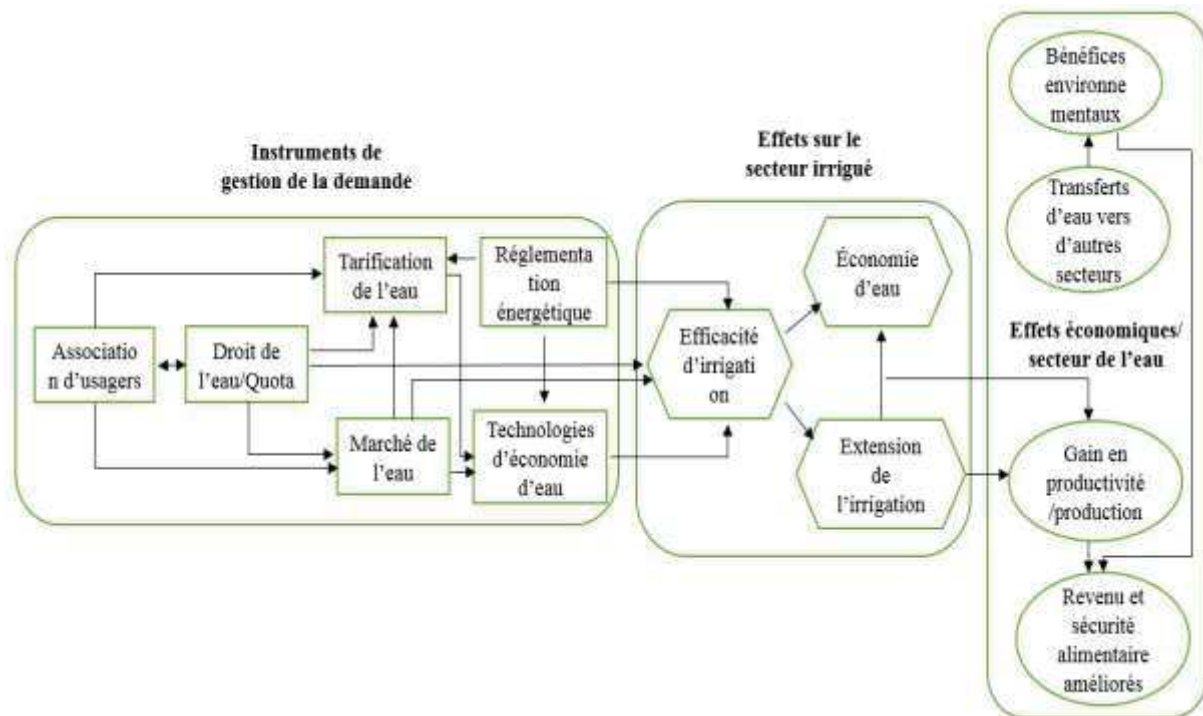 Instruments de
gestion de la demande
Associatio
n d’usagers
Droit de
l’eau/Quota
Tarification
de l’eau
Marché de
l’eau
Réglementa
tion
énergétique
Technologies
d’économie
d’eau
Effets sur le
secteur irrigué
Efficacité
d’irrigati
on
Économie
d’eau
Extension
de
l’irrigation
Bénéfices
environne
mentaux
Transferts
d’eau vers
d’autres
secteurs
Effets économiques/
secteur de l’eau
Gain en
productivité
/production
Revenu et
sécurité
alimentaire
améliorés